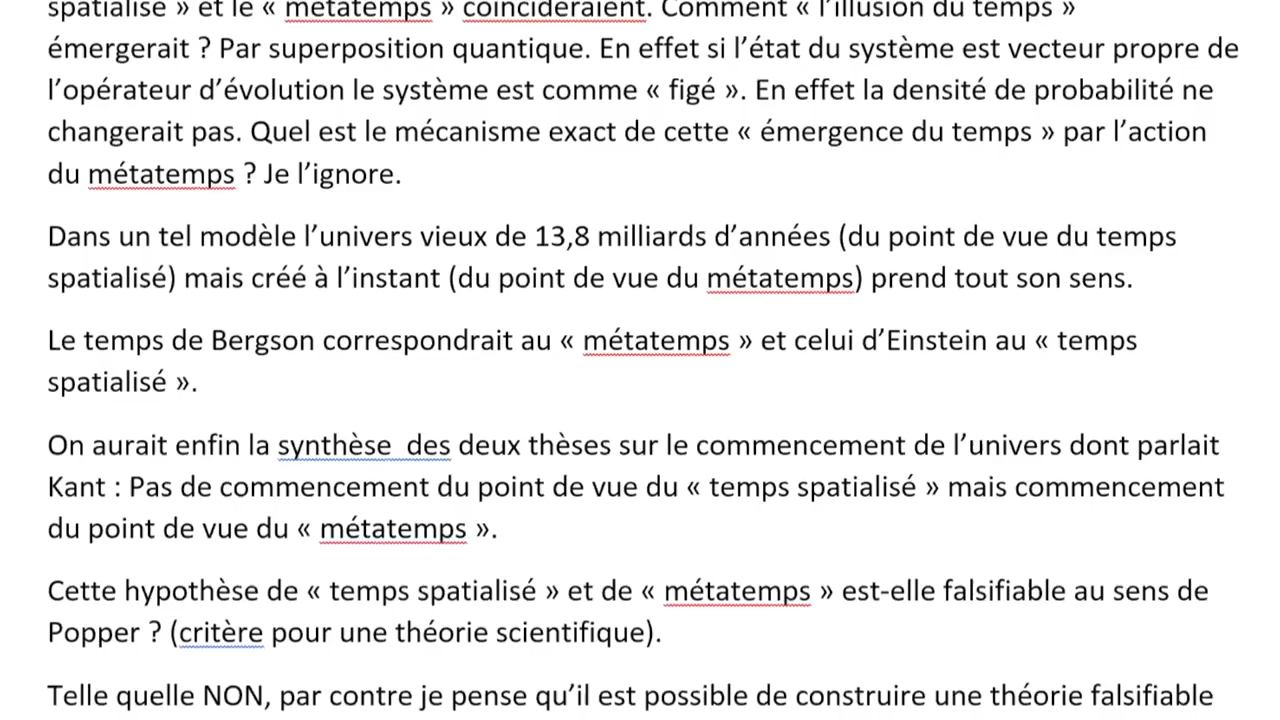 spatialisé » et le « métatemps » coïncideraient. Comment « l'illusion du temps »
émergerait ? Par superposition quantique. En effet si l'état du système est vecteur propre de
l'opérateur d'évolution le système est comme « figé ». En effet la densité de probabilité ne
changerait pas. Quel est le mécanisme exact de cette « émergence du temps » par l'action
du métatemps ? Je l'ignore.
Dans un tel modèle l'univers vieux de 13,8 milliards d'années (du point de vue du temps
spatialisé) mais créé à l'instant (du point de vue du métatemps) prend tout son sens.
Le temps de Bergson correspondrait au « métatemps » et celui d'Einstein au « temps
spatialisé ».
On aurait enfin la synthèse  des deux thèses sur le commencement de l'univers dont parlait
Kant : Pas de commencement du point de vue du « temps spatialisé » mais commencement
du point de vue du « métatemps ».
Cette hypothèse de « temps spatialisé » et de « métatemps » est-elle falsifiable au sens de
Popper ? (critère pour une théorie scientifique).
Telle quelle NON, par contre je pense qu'il est possible de construire une théorie falsifiable